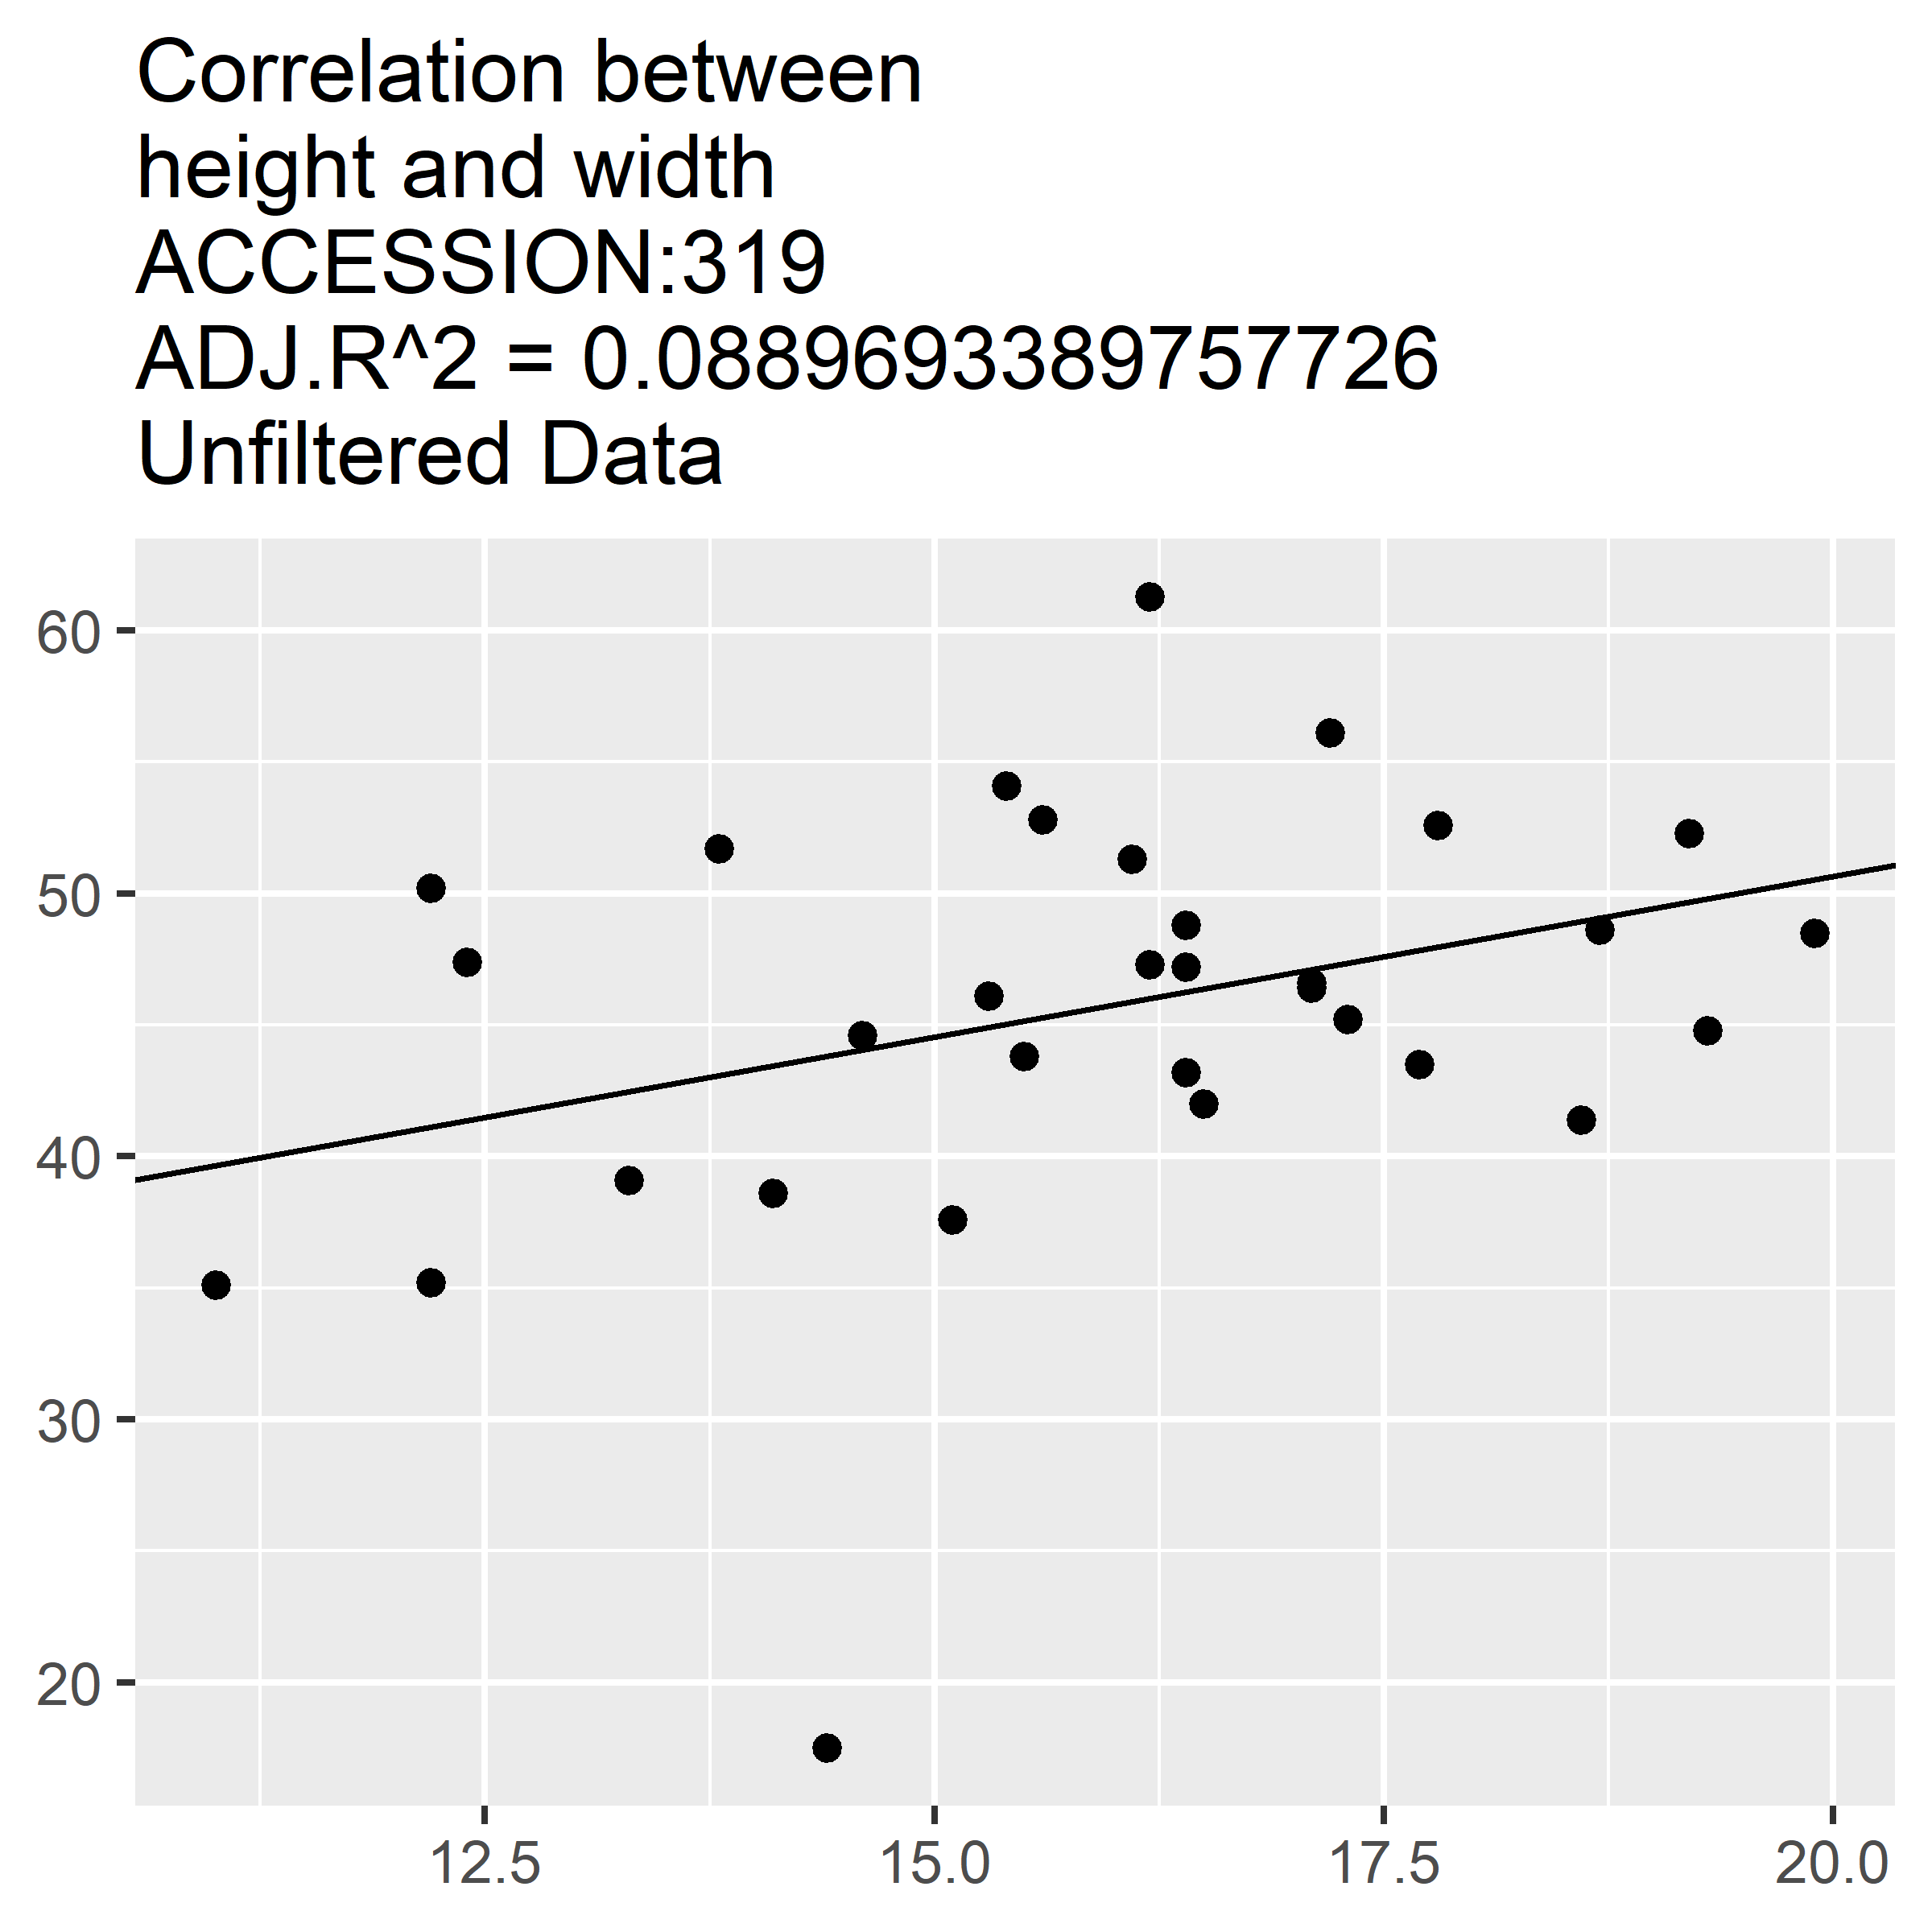 Correlation between
height and width
ACCESSION:319
ADJ.R^2 = 0.0889693389757726
Unfiltered Data
60
50
40
30
20
12.5 15.0 17.5 20.0